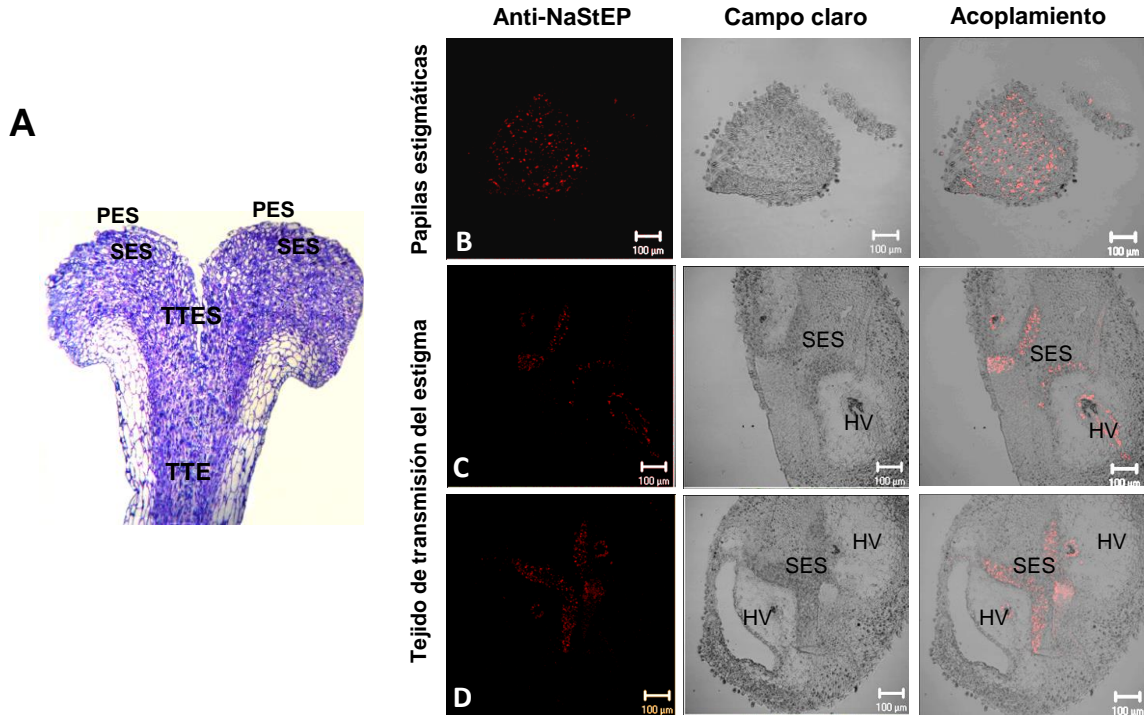 Anti-NaStEP
Campo claro
Acoplamiento
A
PES
PES
SES
SES
TTES
TTE
Papilas estigmáticas
B
100 µm
100 µm
100 µm
Tejido de transmisión del estigma
C
100 µm
SES
HV
100 µm
SES
HV
100 µm
D
100 µm
HV
SES
HV
100 µm
HV
SES
HV
100 µm